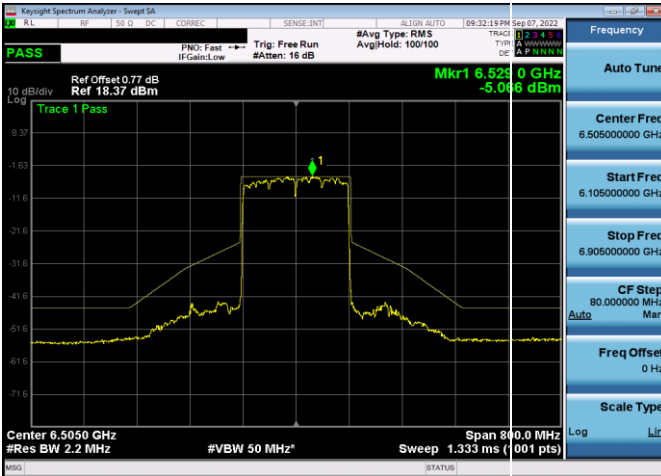 Keysight Spectrum Analyzer - Swept SA
RL RF 50 Ω DC CORREC SENSE:INT ALIGN AUTO 09:32:19 PM Sep 07, 2022
#Avg Type: RMS TRACE 1 2 3 4 5 6
PASS PNO: Fast Trig: Free Run Avg|Hold: 100/100 TYPE A WWWWW
IFGain:Low #Atten: 16 dB DET A P N N N N
Mkr1 6.529 0 GHz
Ref Offset 0.77 dB
10 dB/div Ref 18.37 dBm -5.066 dBm
Log
Trace 1 Pass
8.37
-1.63
-11.6
-21.6
-31.6
-41.6
-51.6
-61.6
-71.6
1
Center 6.5050 GHz Span 800.0 MHz
#Res BW 2.2 MHz #VBW 50 MHz* Sweep 1.333 ms (1001 pts)
MSG STATUS
Frequency
Auto Tune
Center Freq
6.505000000 GHz
Start Freq
6.105000000 GHz
Stop Freq
6.905000000 GHz
CF Step
80.000000 MHz
Auto Man
Freq Offset
0 Hz
Scale Type
Log Lin